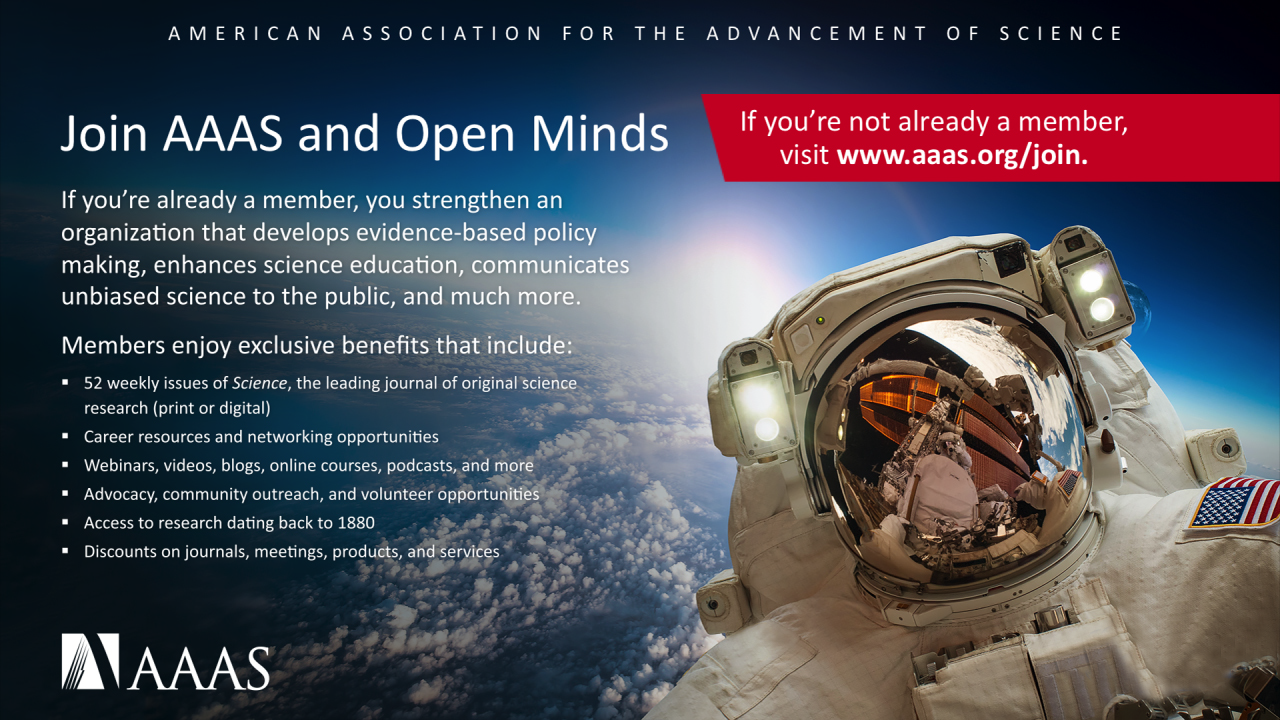 AMERICAN ASSOCIATION FOR THE ADVANCEMENT OF SCIENCE
Join AAAS and Open Minds
If you’re not already a member,
visit www.aaas.org/join.
If you’re already a member, you strengthen an
organization that develops evidence-based policy
making, enhances science education, communicates
unbiased science to the public, and much more.
Members enjoy exclusive benefits that include:
▪ 52 weekly issues of Science, the leading journal of original science
research (print or digital)
▪ Career resources and networking opportunities
▪ Webinars, videos, blogs, online courses, podcasts, and more
▪ Advocacy, community outreach, and volunteer opportunities
▪ Access to research dating back to 1880
▪ Discounts on journals, meetings, products, and services
AAAS